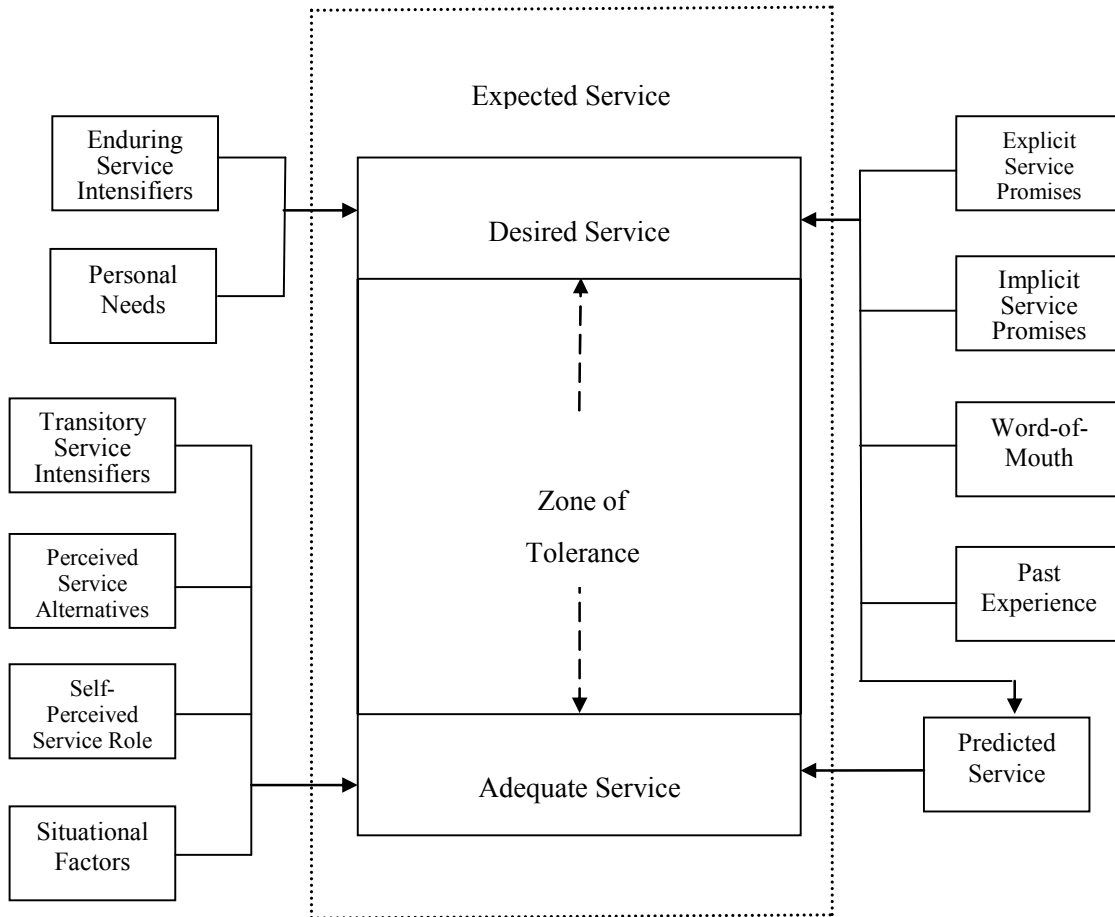 Expected Service
Enduring
Service
Intensifiers
Personal
Needs
Transitory
Service
Intensifiers
Perceived
Service
Alternatives
Self-
Perceived
Service Role
Situational
Factors
Desired Service
Zone of
Tolerance
Adequate Service
Explicit
Service
Promises
Implicit
Service
Promises
Word-of-
Mouth
Past
Experience
Predicted
Service